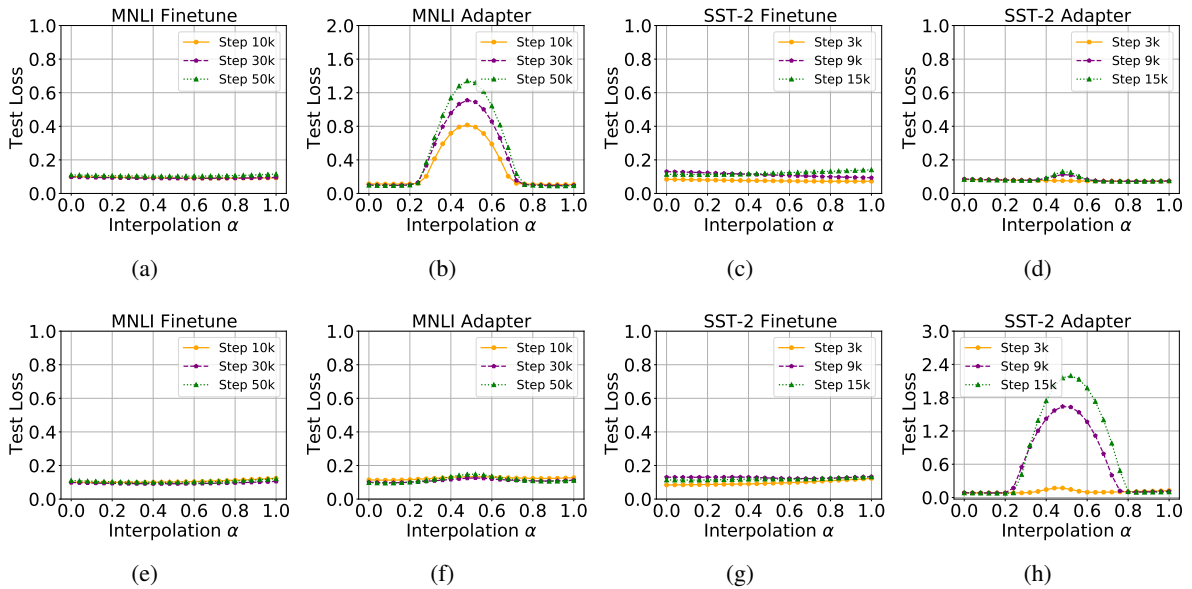 MNLI Finetune
Test Loss
1.0
0.8
0.6
0.4
0.2
0.0
Step 10k
Step 30k
Step 50k
0.0 0.2 0.4 0.6 0.8 1.0
Interpolation α
(a)
MNLI Adapter
Test Loss
2.0
1.6
1.2
0.8
0.4
0.0
Step 10k
Step 30k
Step 50k
0.0 0.2 0.4 0.6 0.8 1.0
Interpolation α
(b)
SST-2 Finetune
Test Loss
1.0
0.8
0.6
0.4
0.2
0.0
Step 3k
Step 9k
Step 15k
0.0 0.2 0.4 0.6 0.8 1.0
Interpolation α
(c)
SST-2 Adapter
Test Loss
1.0
0.8
0.6
0.4
0.2
0.0
Step 3k
Step 9k
Step 15k
0.0 0.2 0.4 0.6 0.8 1.0
Interpolation α
(d)
MNLI Finetune
Test Loss
1.0
0.8
0.6
0.4
0.2
0.0
Step 10k
Step 30k
Step 50k
0.0 0.2 0.4 0.6 0.8 1.0
Interpolation α
(e)
MNLI Adapter
Test Loss
1.0
0.8
0.6
0.4
0.2
0.0
Step 10k
Step 30k
Step 50k
0.0 0.2 0.4 0.6 0.8 1.0
Interpolation α
(f)
SST-2 Finetune
Test Loss
1.0
0.8
0.6
0.4
0.2
0.0
Step 3k
Step 9k
Step 15k
0.0 0.2 0.4 0.6 0.8 1.0
Interpolation α
(g)
SST-2 Adapter
Test Loss
3.0
2.4
1.8
1.2
0.6
0.0
Step 3k
Step 9k
Step 15k
0.0 0.2 0.4 0.6 0.8 1.0
Interpolation α
(h)